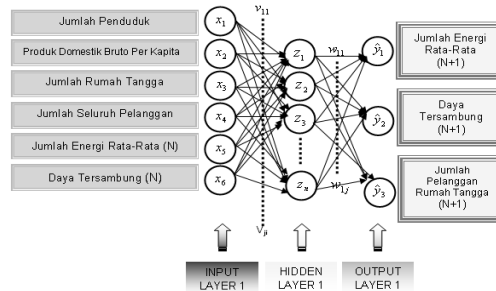 Jumlah Penduduk
Produk Domestik Bruto Per Kapita
Jumlah Rumah Tangga
Jumlah Seluruh Pelanggan
Jumlah Energi Rata-Rata (N)
Daya Tersambung (N)
x₁
x₂
x₃
x₄
x₅
x₆
v₁₁
Vⱼᵢ
z₁
z₂
z₃
zₙ
w₁₁
w₁ⱼ
ŷ₁
ŷ₂
ŷ₃
Jumlah Energi
Rata-Rata
(N+1)
Daya
Tersambung
(N+1)
Jumlah
Pelanggan
Rumah Tangga
(N+1)
INPUT
LAYER 1
HIDDEN
LAYER 1
OUTPUT
LAYER 1